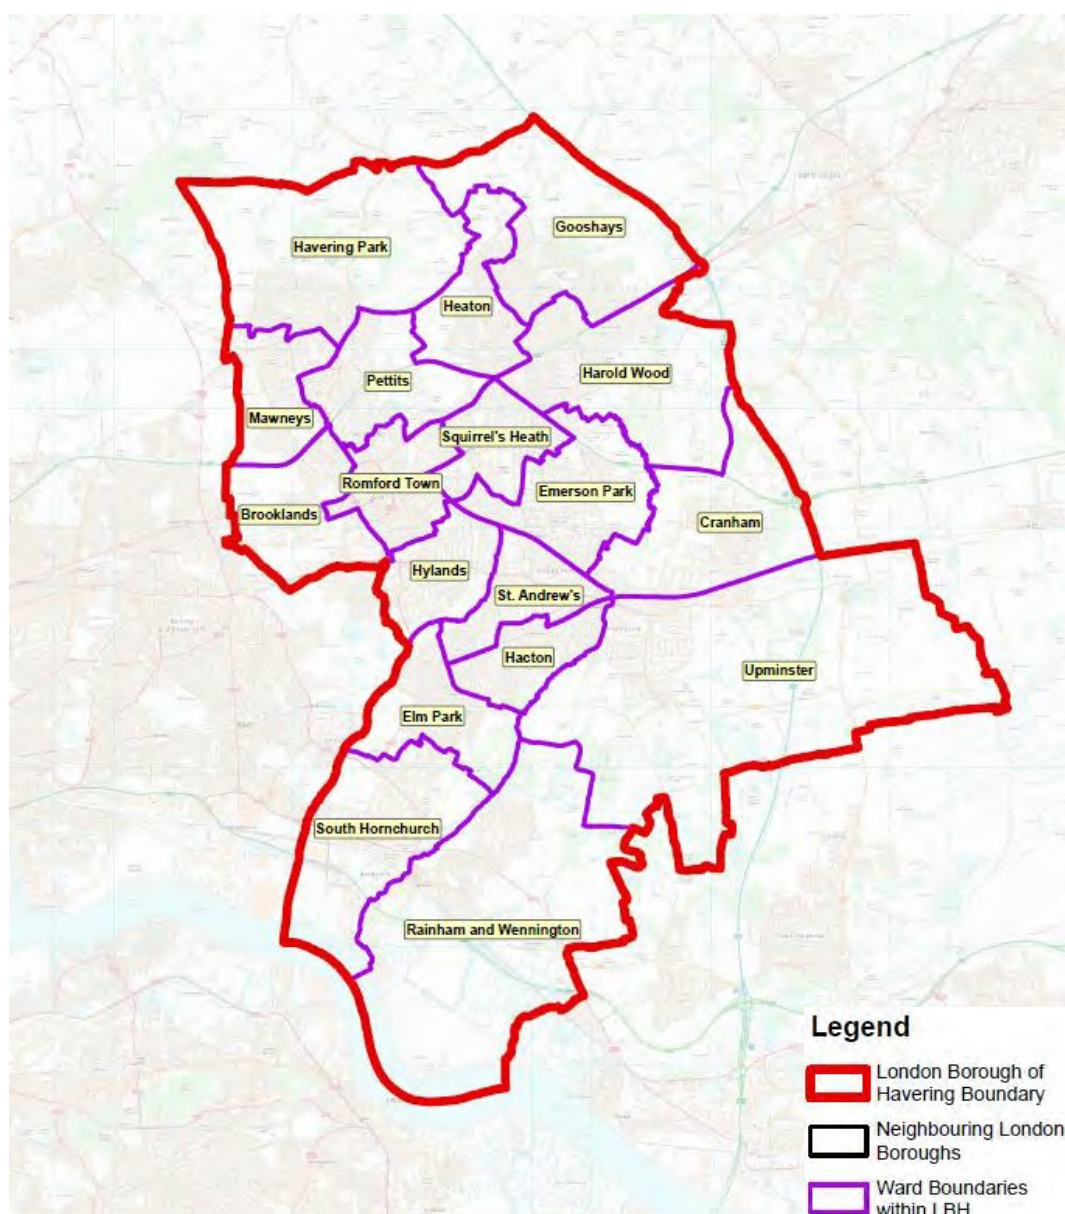 Gooshays
Havering Park
Heaton
Harold Wood
Pettits
Mawneys
Squirrel's Heath
Romford Town
Emerson Park
Brooklands
Cranham
Hylands
St. Andrew's
Hacton
Upminster
Elm Park
South Hornchurch
Rainham and Wennington
Legend
London Borough of
Havering Boundary
Neighbouring London
Boroughs
Ward Boundaries
within LBH